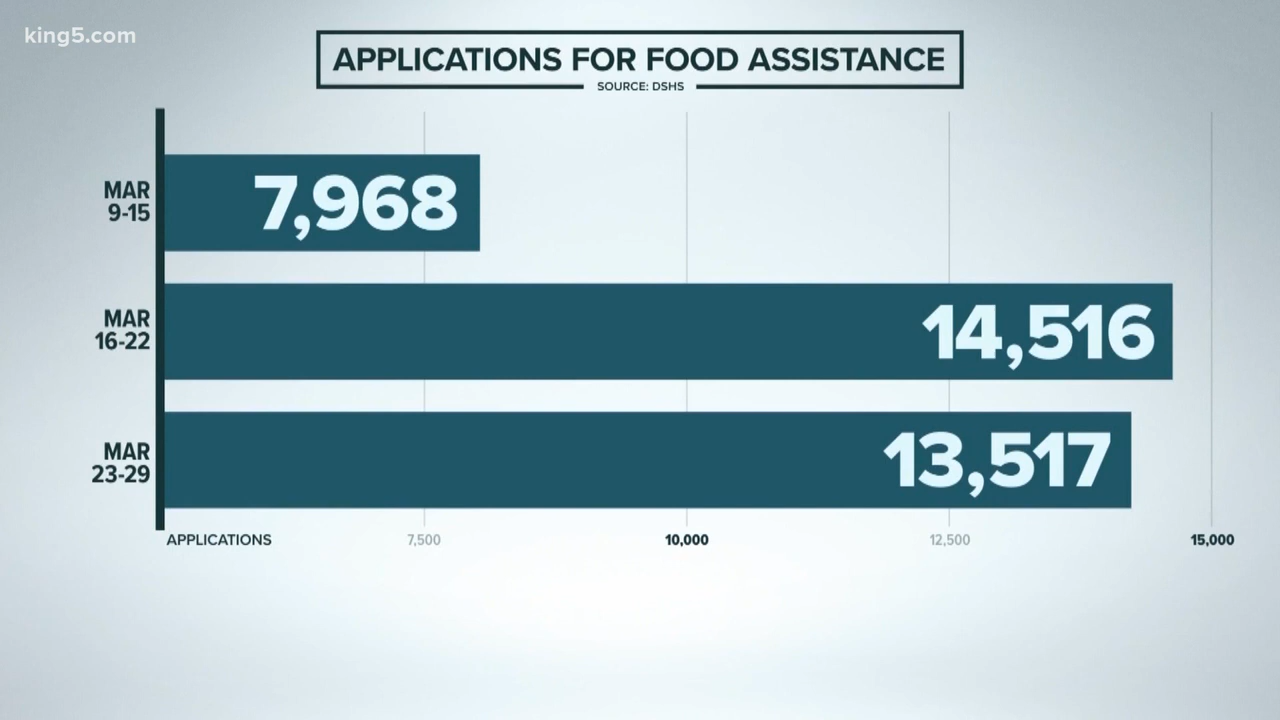 king5.com
APPLICATIONS FOR FOOD ASSISTANCE
SOURCE: DSHS
MAR
9-15
7,968
MAR
16-22
14,516
MAR
23-29
13,517
APPLICATIONS 7,500 10,000 12,500 15,000